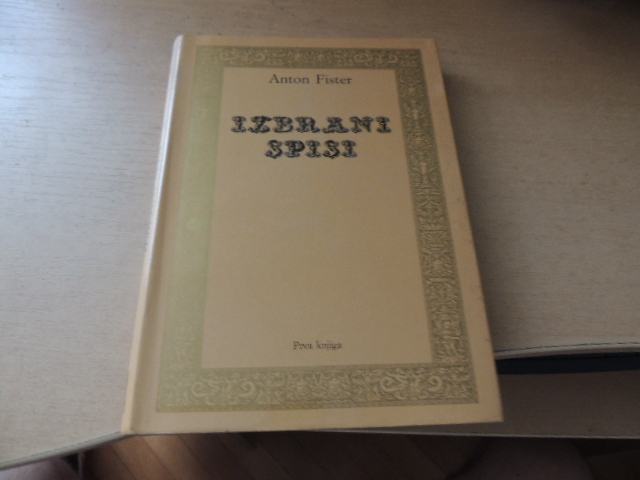 Anton Fister
IZBRANI
SPISI
Prva knjiga